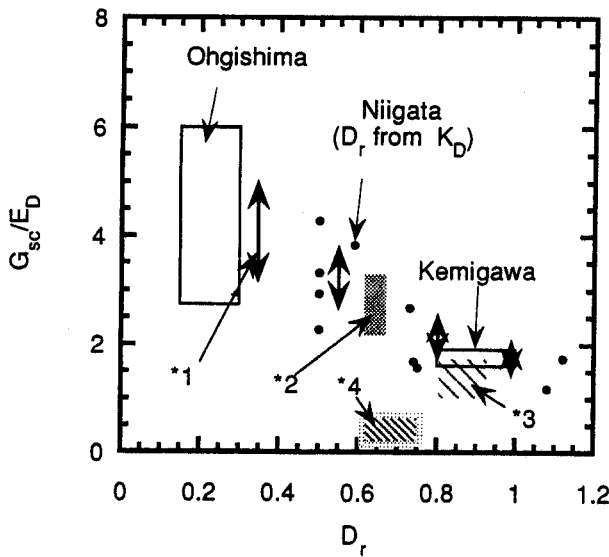 8
6
4
2
0
G_sc/E_D
Ohgishima
Niigata
(D_r from K_D)
Kemigawa
*1
*2
*4
*3
0 0.2 0.4 0.6 0.8 1 1.2
D_r